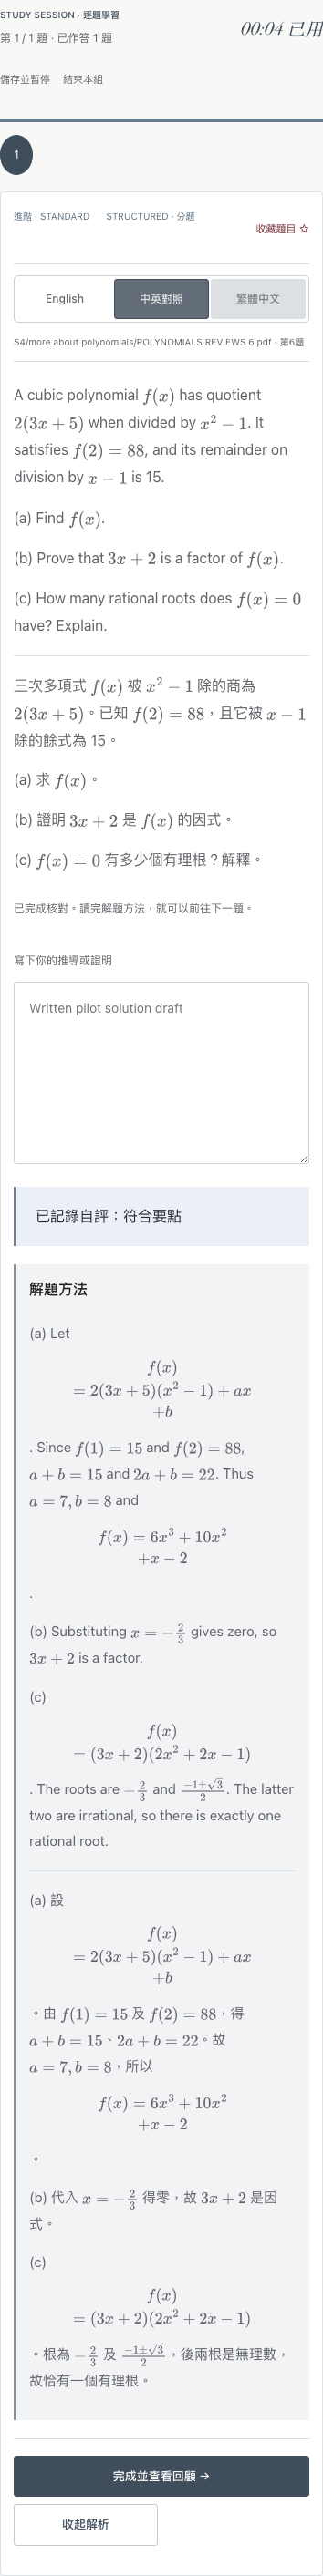 STUDY SESSION · 逐題學習
第 1 / 1 題 · 已作答 1 題
00:04 已用
儲存並暫停 結束本組
1
進階 · STANDARD STRUCTURED · 分題
收藏題目 ☆
English 中英對照 繁體中文
S4/more about polynomials/POLYNOMIALS REVIEWS 6.pdf · 第6題
A cubic polynomial f(x) has quotient
2(3x + 5) when divided by x² − 1. It
satisfies f(2) = 88, and its remainder on
division by x − 1 is 15.
(a) Find f(x).
(b) Prove that 3x + 2 is a factor of f(x).
(c) How many rational roots does f(x) = 0
have? Explain.
三次多項式 f(x) 被 x² − 1 除的商為
2(3x + 5)。已知 f(2) = 88，且它被 x − 1
除的餘式為 15。
(a) 求 f(x)。
(b) 證明 3x + 2 是 f(x) 的因式。
(c) f(x) = 0 有多少個有理根？解釋。
已完成核對。讀完解題方法，就可以前往下一題。
寫下你的推導或證明
Written pilot solution draft
已記錄自評：符合要點
解題方法
(a) Let
f(x)
= 2(3x + 5)(x² − 1) + ax
+b
. Since f(1) = 15 and f(2) = 88,
a + b = 15 and 2a + b = 22. Thus
a = 7, b = 8 and
f(x) = 6x³ + 10x²
+x − 2
.
(b) Substituting x = −2/3 gives zero, so
3x + 2 is a factor.
(c)
f(x)
= (3x + 2)(2x² + 2x − 1)
. The roots are −2/3 and (−1±√3)/2. The latter
two are irrational, so there is exactly one
rational root.
(a) 設
f(x)
= 2(3x + 5)(x² − 1) + ax
+b
。由 f(1) = 15 及 f(2) = 88，得
a + b = 15、2a + b = 22。故
a = 7, b = 8，所以
f(x) = 6x³ + 10x²
+x − 2
。
(b) 代入 x = −2/3 得零，故 3x + 2 是因
式。
(c)
f(x)
= (3x + 2)(2x² + 2x − 1)
。根為 −2/3 及 (−1±√3)/2，後兩根是無理數，
故恰有一個有理根。
完成並查看回顧 →
收起解析